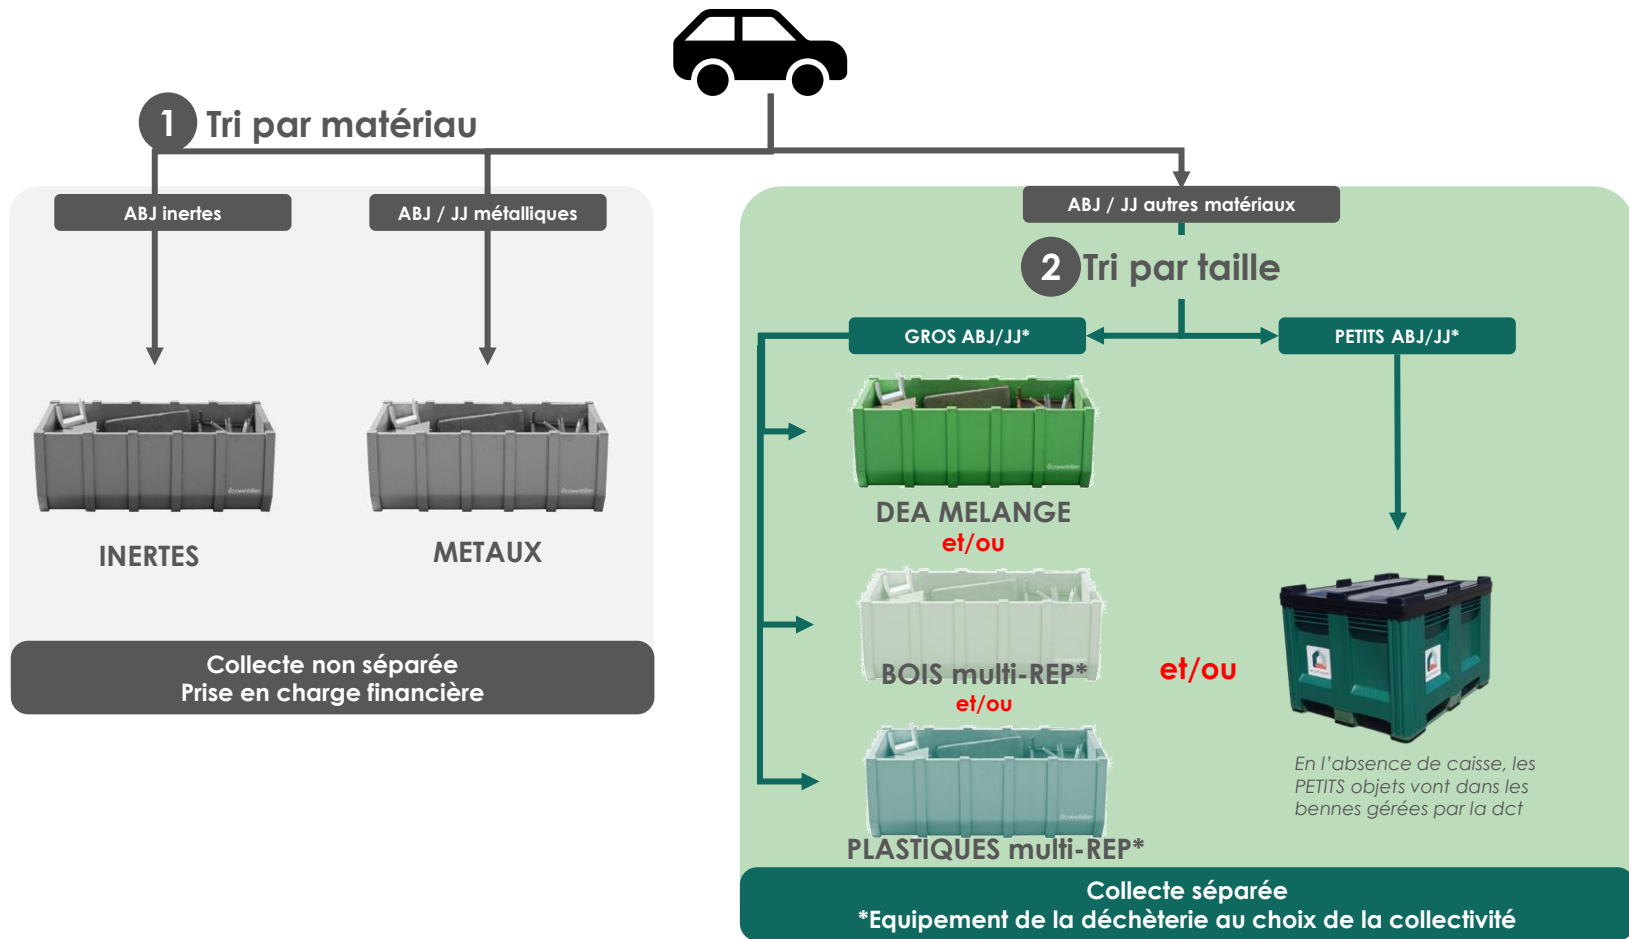 1 Tri par matériau
ABJ inertes
ABJ / JJ métalliques
ABJ / JJ autres matériaux
2 Tri par taille
GROS ABJ/JJ*
PETITS ABJ/JJ*
INERTES
METAUX
DEA MELANGE
et/ou
BOIS multi-REP*
et/ou
PLASTIQUES multi-REP*
et/ou
En l’absence de caisse, les
PETITS objets vont dans les
bennes gérées par la dct
Collecte non séparée
Prise en charge financière
Collecte séparée
*Equipement de la déchèterie au choix de la collectivité